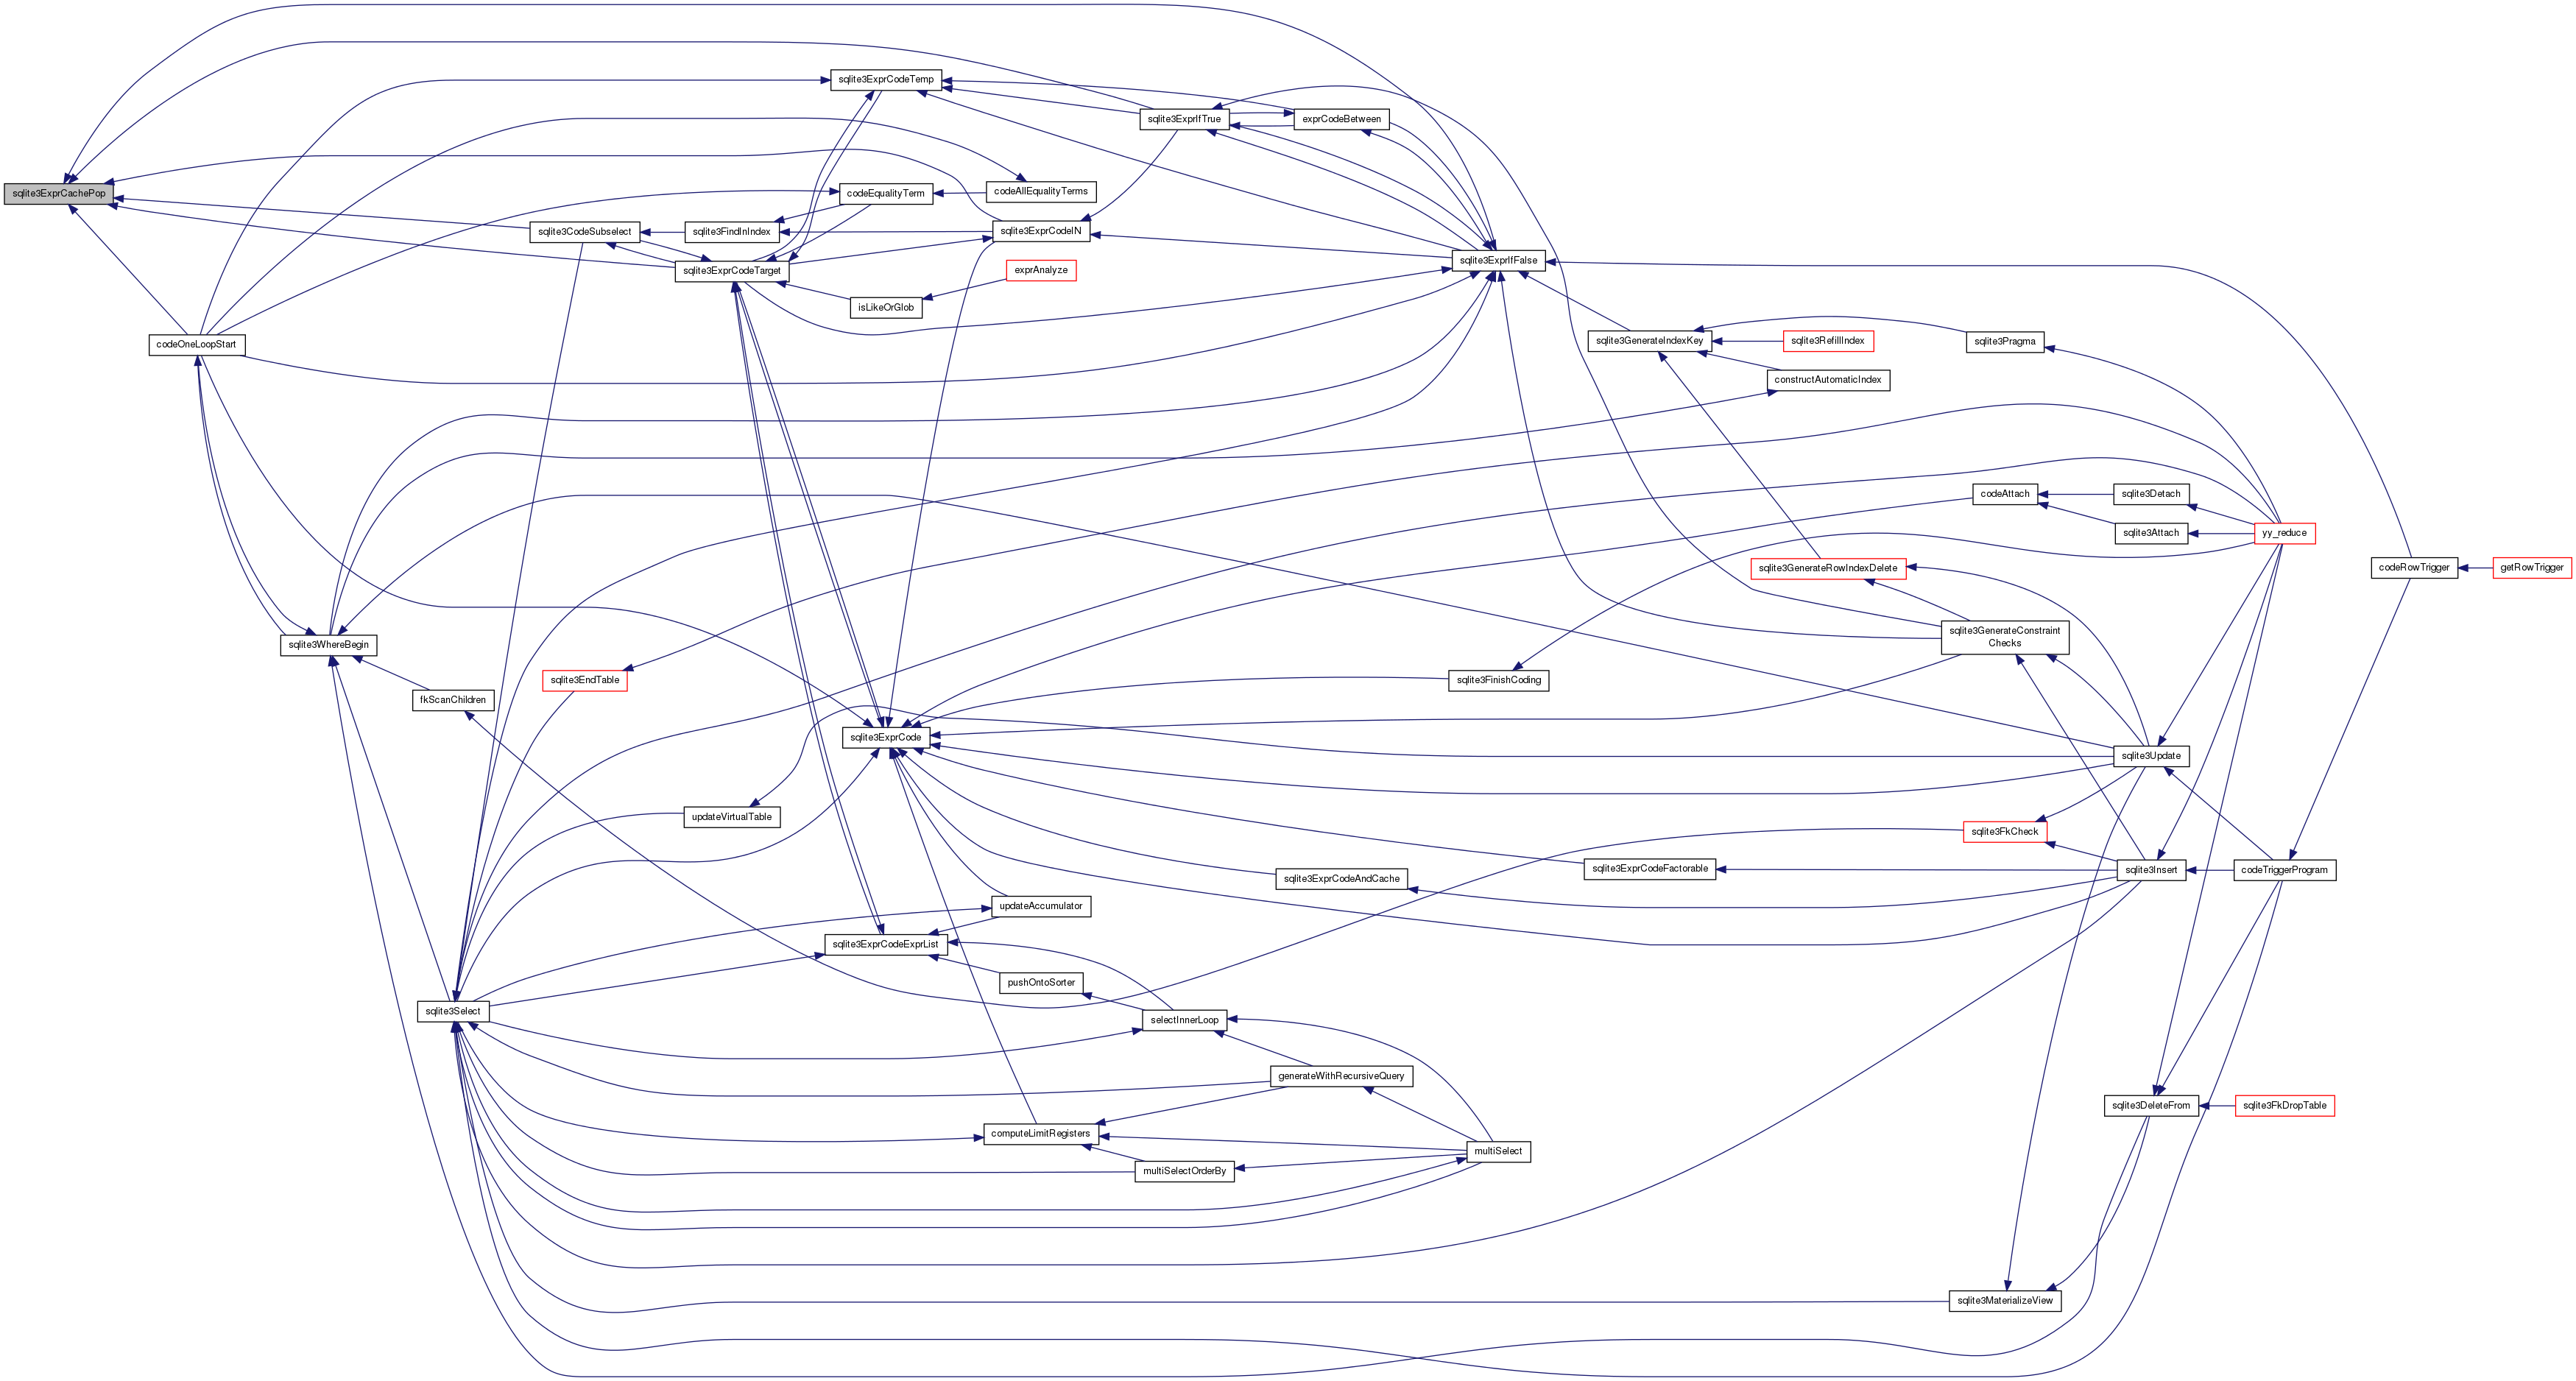 sqlite3ExprCachePop
codeOneLoopStart
sqlite3WhereBegin
fkScanChildren
sqlite3Select
sqlite3CodeSubselect
sqlite3EndTable
sqlite3FindInIndex
sqlite3ExprCodeTarget
updateVirtualTable
sqlite3ExprCodeTemp
codeEqualityTerm
isLikeOrGlob
sqlite3ExprCode
sqlite3ExprCodeExprList
codeAllEqualityTerms
sqlite3ExprCodeIN
exprAnalyze
updateAccumulator
pushOntoSorter
computeLimitRegisters
sqlite3ExprIfTrue
selectInnerLoop
multiSelectOrderBy
exprCodeBetween
sqlite3ExprCodeAndCache
generateWithRecursiveQuery
sqlite3ExprIfFalse
sqlite3FinishCoding
multiSelect
sqlite3GenerateIndexKey
sqlite3ExprCodeFactorable
sqlite3RefillIndex
constructAutomaticIndex
sqlite3GenerateRowIndexDelete
sqlite3Pragma
codeAttach
sqlite3GenerateConstraint
Checks
sqlite3FkCheck
sqlite3MaterializeView
sqlite3Detach
sqlite3Attach
sqlite3Update
sqlite3Insert
sqlite3DeleteFrom
yy_reduce
codeTriggerProgram
sqlite3FkDropTable
codeRowTrigger
getRowTrigger